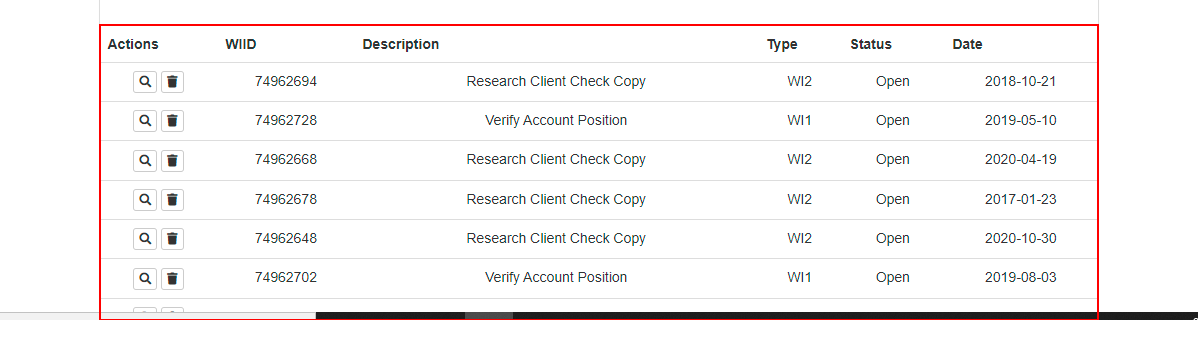 Actions WIID Description Type Status Date
74962694 Research Client Check Copy WI2 Open 2018-10-21
74962728 Verify Account Position WI1 Open 2019-05-10
74962668 Research Client Check Copy WI2 Open 2020-04-19
74962678 Research Client Check Copy WI2 Open 2017-01-23
74962648 Research Client Check Copy WI2 Open 2020-10-30
74962702 Verify Account Position WI1 Open 2019-08-03